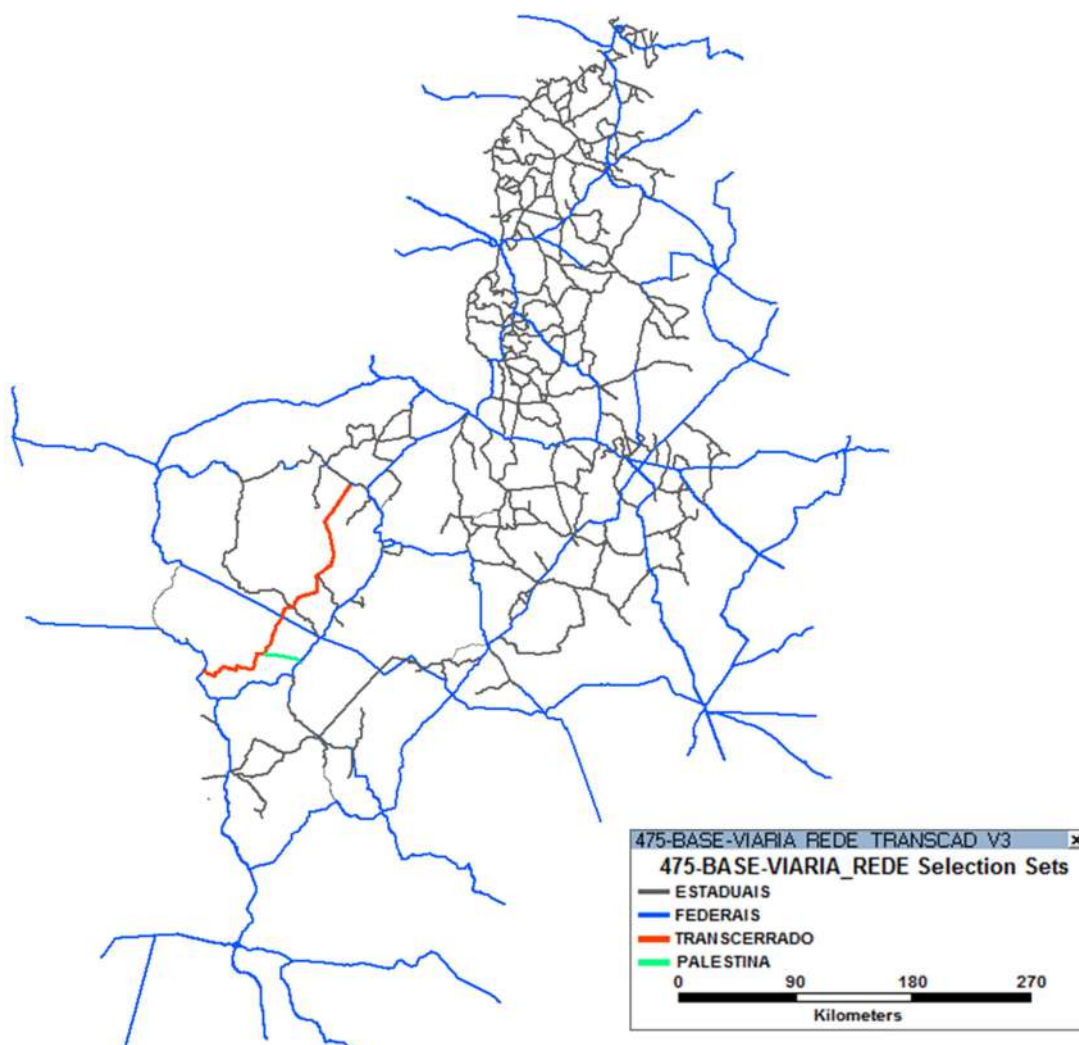 475-BASE-VIARIA REDE TRANSCAD V3
475-BASE-VIARIA_REDE Selection Sets
ESTADUAIS
FEDERAIS
TRANSCERRADO
PALESTINA
0 90 180 270
Kilometers